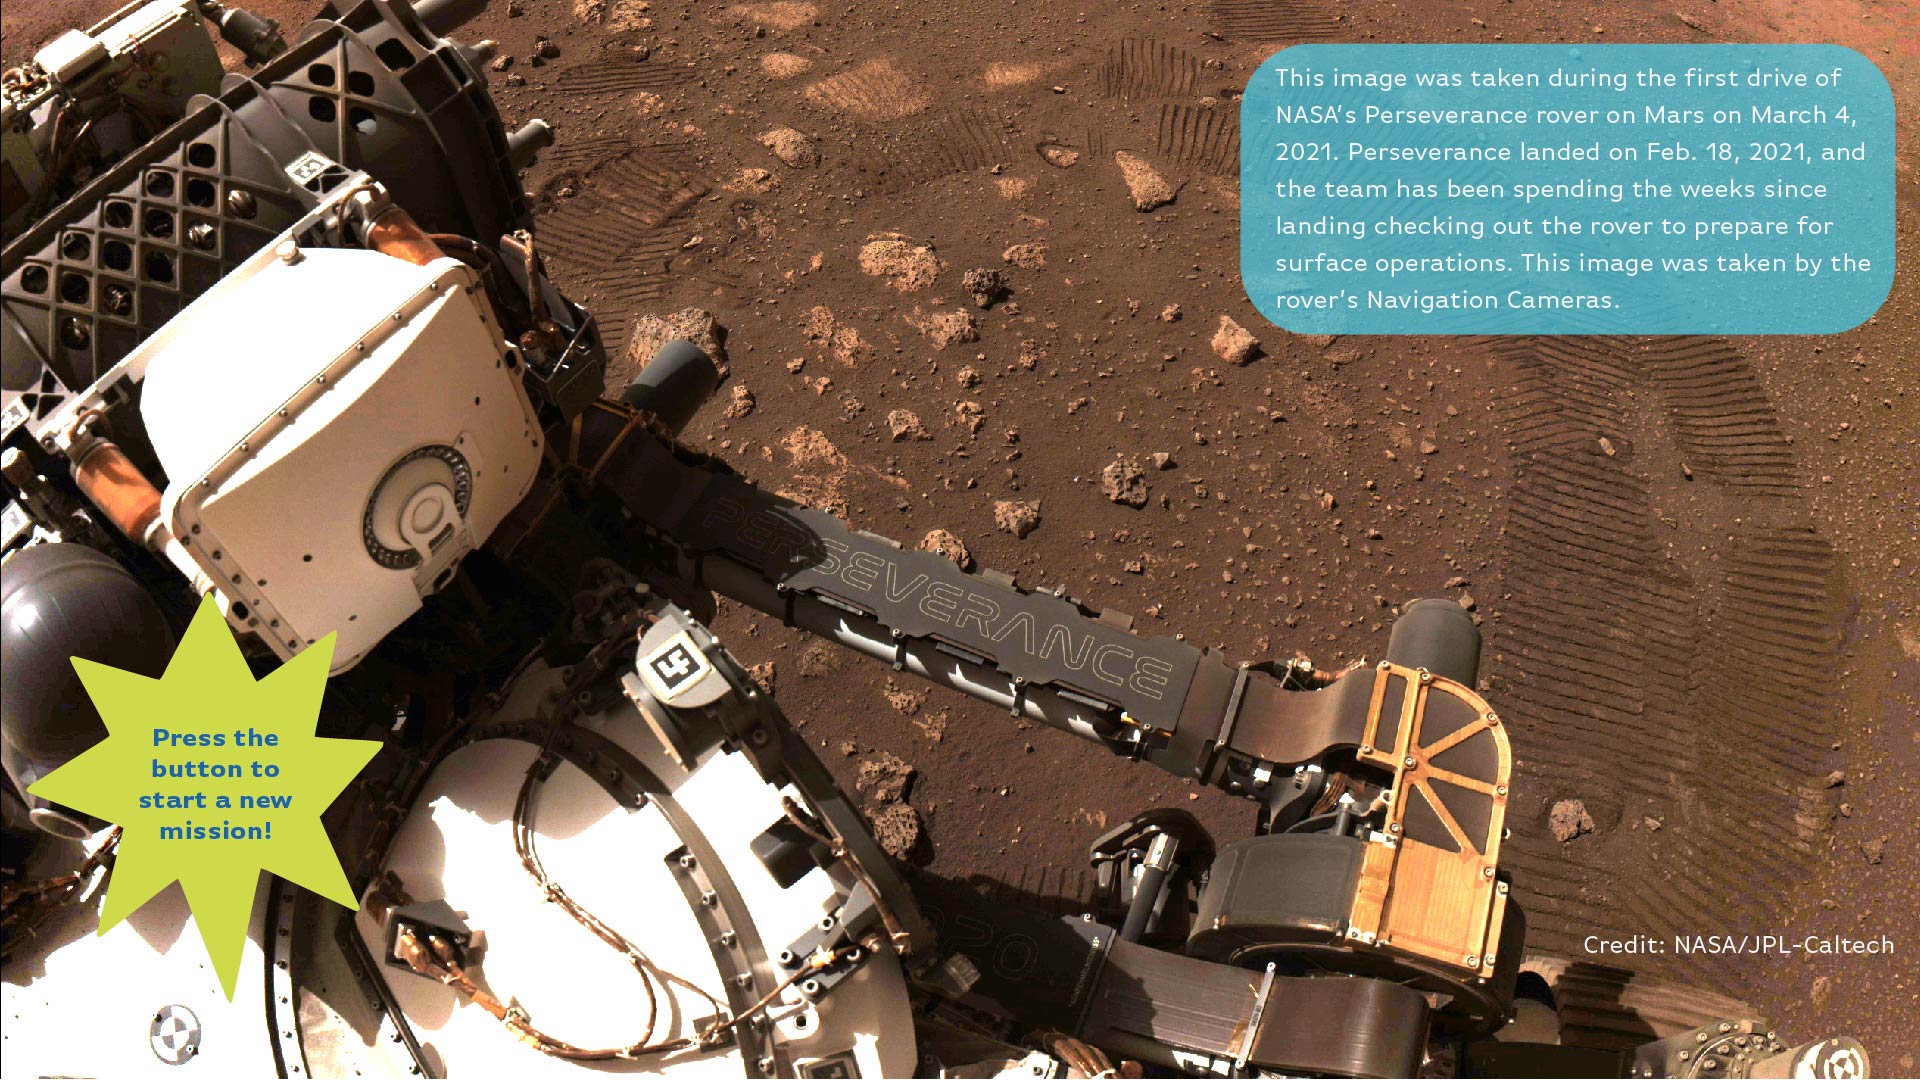 This image was taken during the first drive of
NASA's Perseverance rover on Mars on March 4,
2021. Perseverance landed on Feb. 18, 2021, and
the team has been spending the weeks since
landing checking out the rover to prepare for
surface operations. This image was taken by the
rover's Navigation Cameras.
PERSEVERANCE
Press the
button to
start a new
mission!
Credit: NASA/JPL-Caltech